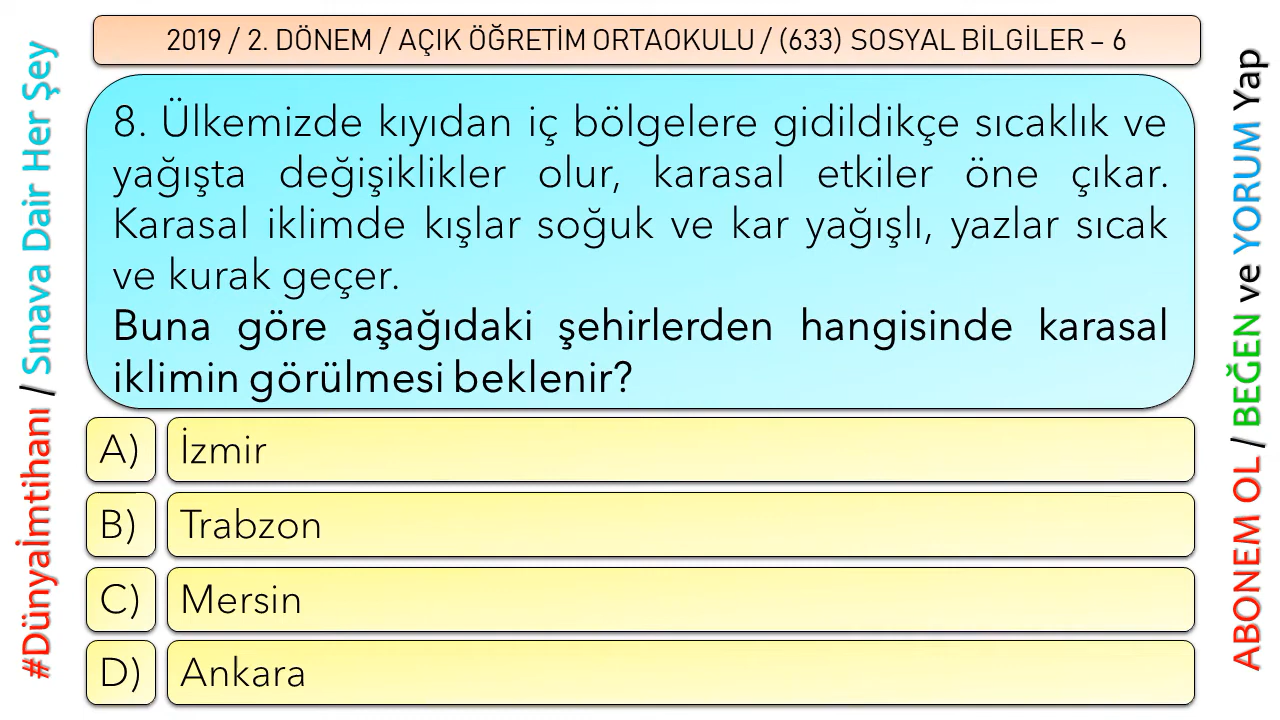 2019 / 2. DÖNEM / AÇIK ÖĞRETİM ORTAOKULU / (633) SOSYAL BİLGİLER – 6
8. Ülkemizde kıyıdan iç bölgelere gidildikçe sıcaklık ve
yağışta değişiklikler olur, karasal etkiler öne çıkar.
Karasal iklimde kışlar soğuk ve kar yağışlı, yazlar sıcak
ve kurak geçer.
Buna göre aşağıdaki şehirlerden hangisinde karasal
iklimin görülmesi beklenir?
A) İzmir
B) Trabzon
C) Mersin
D) Ankara
#Dünyaİmtihanı / Sınava Dair Her Şey
ABONEM OL / BEĞEN ve YORUM Yap